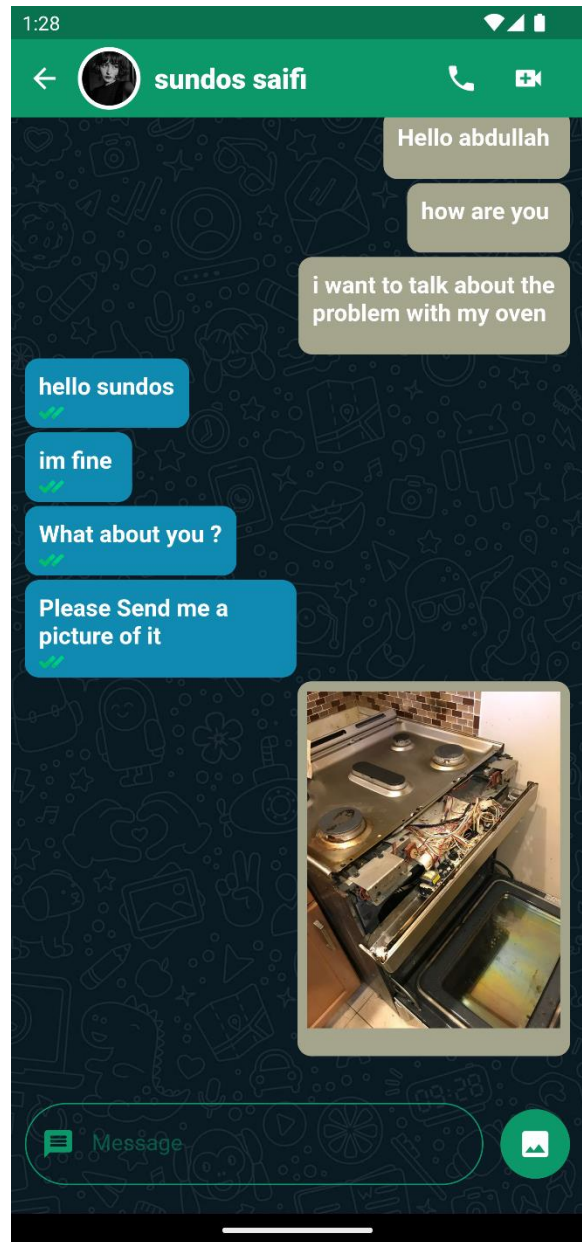 1:28
sundos saifi
Hello abdullah
how are you
i want to talk about the
problem with my oven
hello sundos
im fine
What about you ?
Please Send me a
picture of it
Message